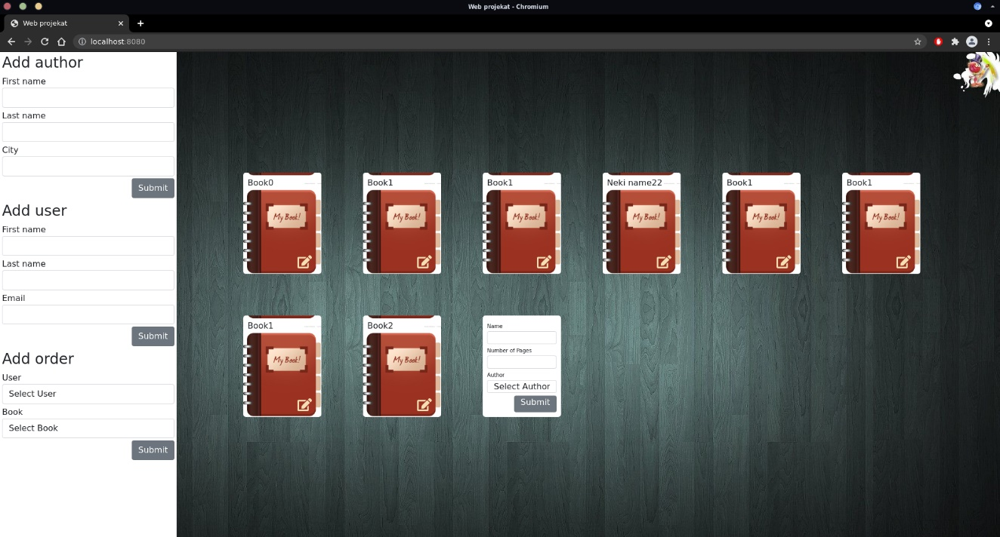 Web projekat - Chromium
Web projekat
localhost:8080
Add author
First name
Last name
City
Submit
Add user
First name
Last name
Email
Submit
Add order
User
Select User
Book
Select Book
Submit
Book0
My Book!
Book1
My Book!
Book1
My Book!
Neki name22
My Book!
Book1
My Book!
Book1
My Book!
Book1
My Book!
Book2
My Book!
Name
Number of Pages
Author
Select Author
Submit